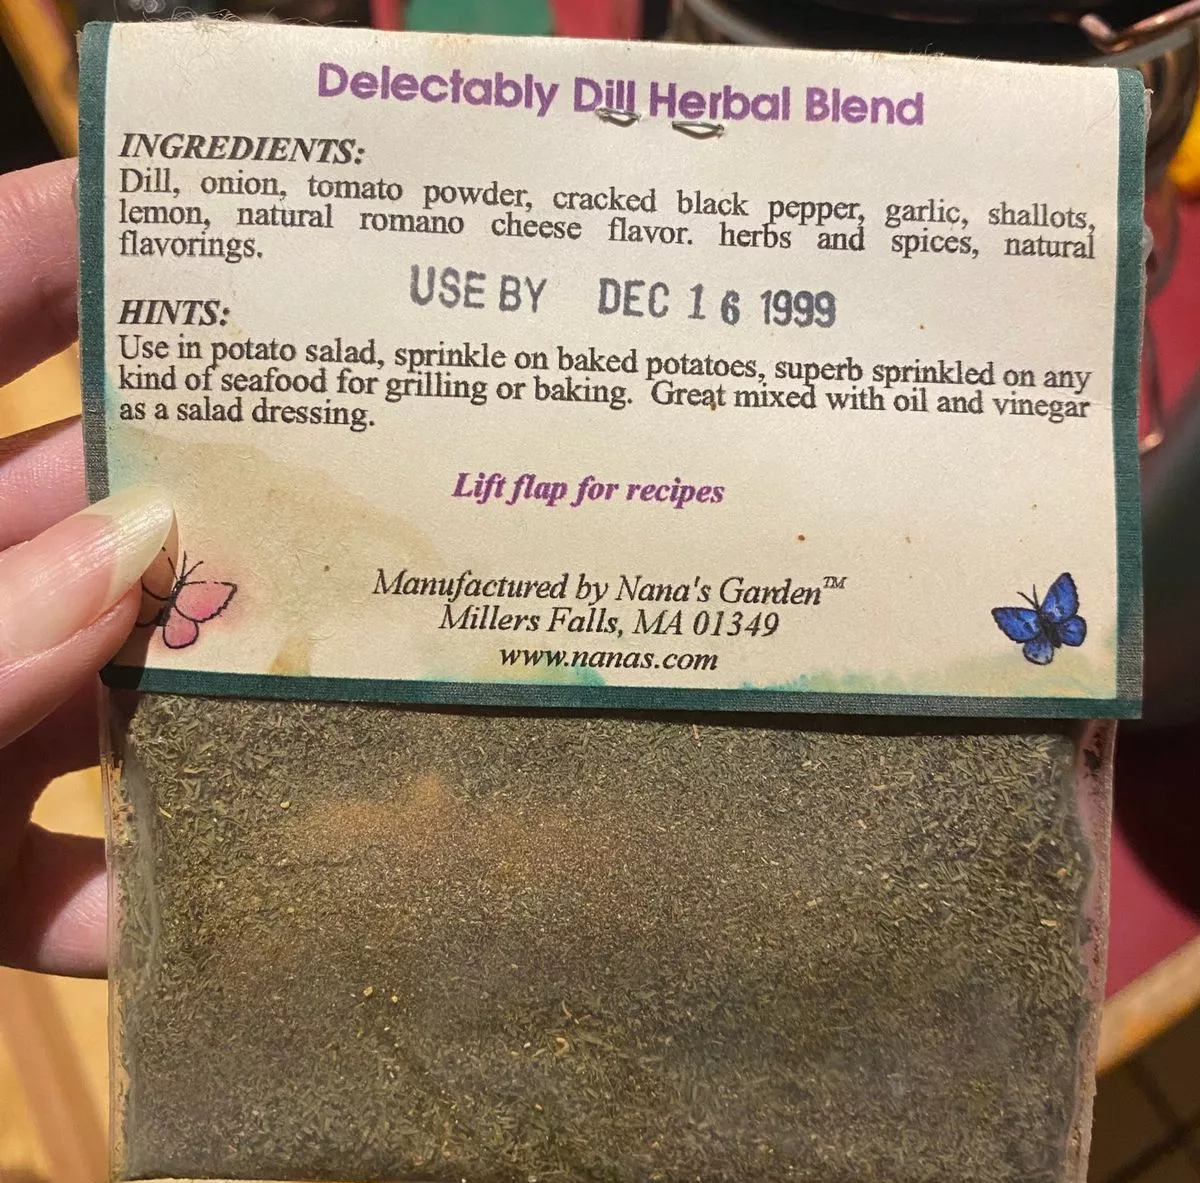 Delectably Dill Herbal Blend
INGREDIENTS:
Dill, onion, tomato powder, cracked black pepper, garlic, shallots,
lemon, natural romano cheese flavor. herbs and spices, natural
flavorings.
USE BY DEC 16 1999
HINTS:
Use in potato salad, sprinkle on baked potatoes, superb sprinkled on any
kind of seafood for grilling or baking. Great mixed with oil and vinegar
as a salad dressing.
Lift flap for recipes
Manufactured by Nana's Garden™
Millers Falls, MA 01349
www.nanas.com